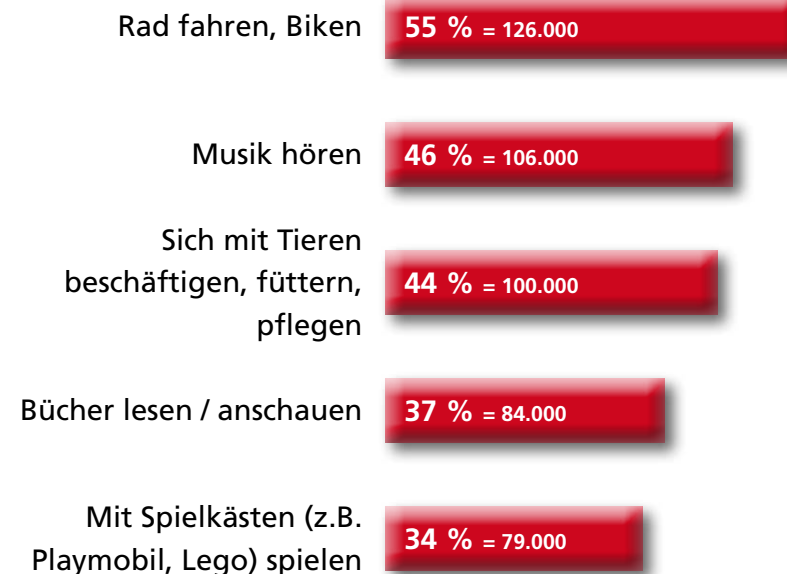 Rad fahren, Biken
55 % = 126.000
Musik hören
46 % = 106.000
Sich mit Tieren
beschäftigen, füttern,
pflegen
44 % = 100.000
Bücher lesen / anschauen
37 % = 84.000
Mit Spielkästen (z.B.
Playmobil, Lego) spielen
34 % = 79.000